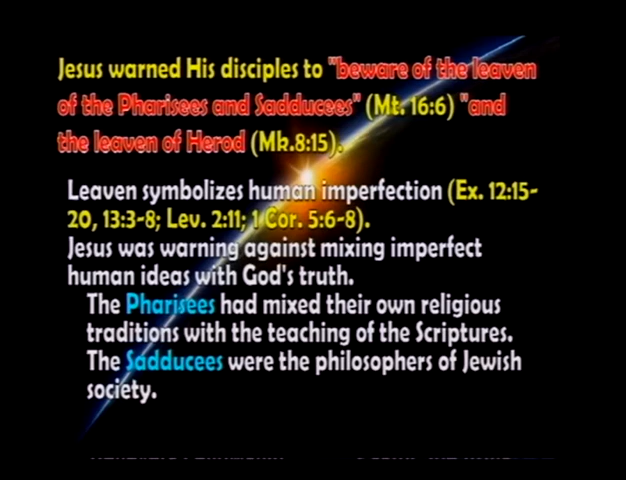 Jesus warned His disciples to "beware of the leaven
of the Pharisees and Sadducees" (Mt. 16:6) "and
the leaven of Herod (Mk.8:15).
Leaven symbolizes human imperfection (Ex. 12:15-
20, 13:3-8; Lev. 2:11; 1 Cor. 5:6-8).
Jesus was warning against mixing imperfect
human ideas with God's truth.
The Pharisees had mixed their own religious
traditions with the teaching of the Scriptures.
The Sadducees were the philosophers of Jewish
society.